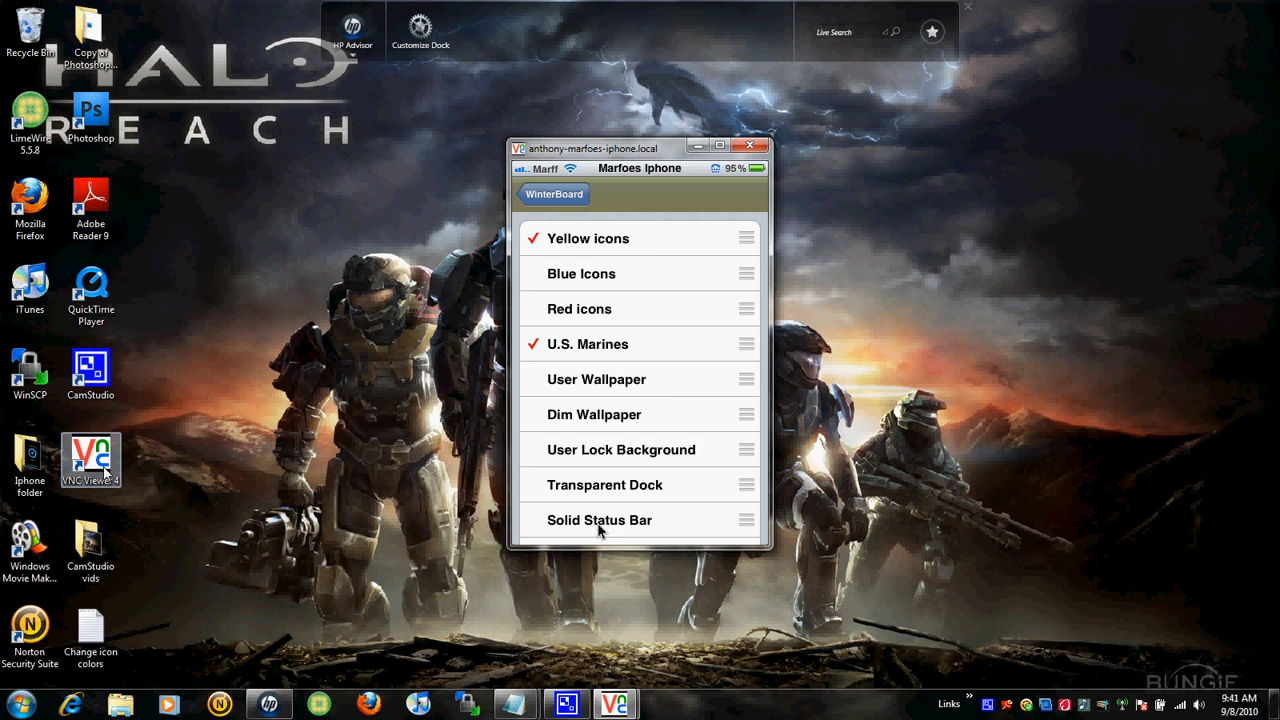 HALO
REACH
Recycle Bin
Copy of
Photoshop...
LimeWire
5.5.8
Ps
Photoshop
Mozilla
Firefox
Adobe
Reader 9
iTunes
QuickTime
Player
WinSCP
CamStudio
Iphone
folder
VNC Viewer 4
Windows
Movie Mak...
CamStudio
vids
Norton
Security Suite
Change icon
colors
hp
HP Advisor
Customize Dock
Live Search
anthony-marfoes-iphone.local
Marff
Marfoes Iphone
95%
WinterBoard
Yellow icons
Blue Icons
Red icons
U.S. Marines
User Wallpaper
Dim Wallpaper
User Lock Background
Transparent Dock
Solid Status Bar
BUNGIE
Links
»
9:41 AM
9/8/2010